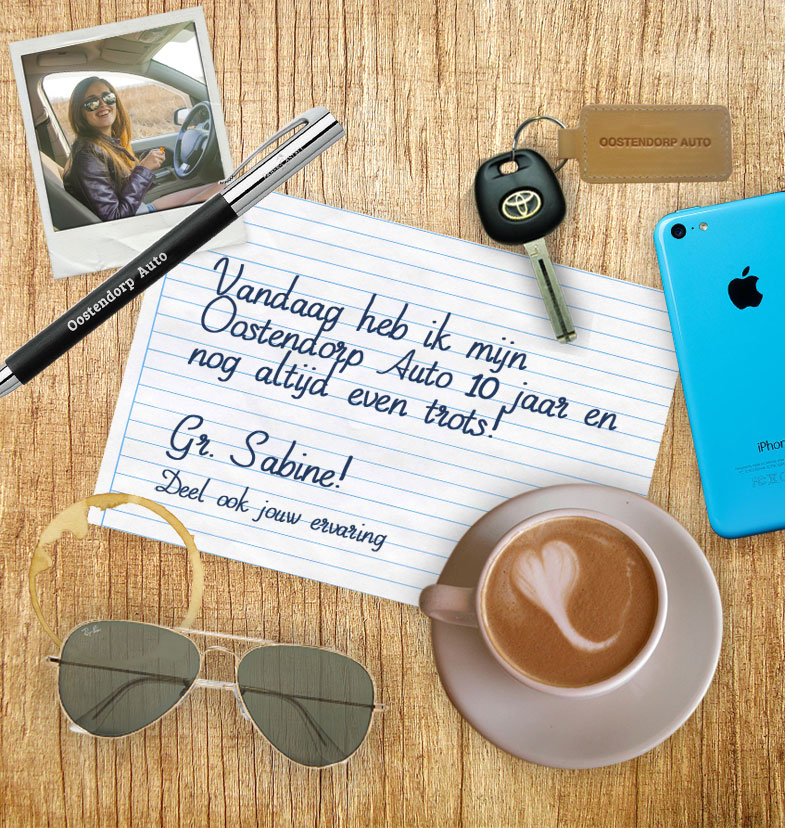 OOSTENDORP AUTO
Oostendorp Auto
Vandaag heb ik mijn
Oostendorp Auto 10 jaar en
nog altijd even trots!
Gr. Sabine!
Deel ook jouw ervaring
iPhon
Ray-Ban